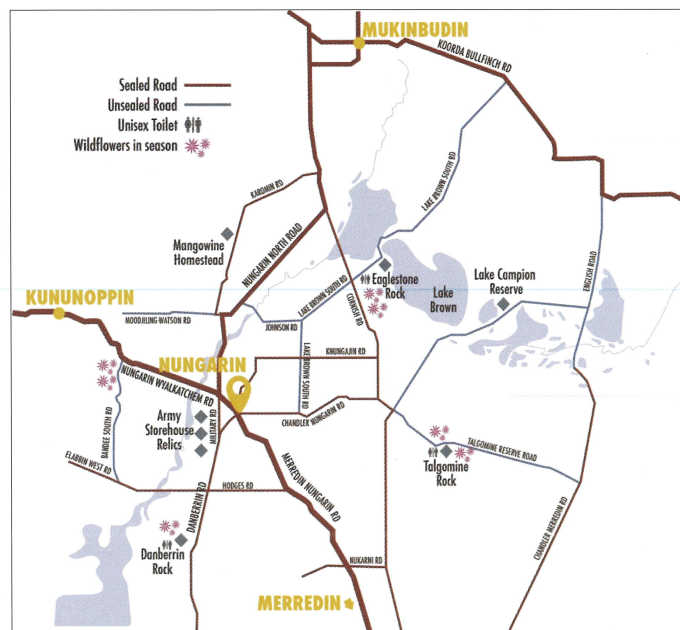 MUKINBUDIN
KOORDA BULLFINCH RD
Sealed Road
Unsealed Road
Unisex Toilet
Wildflowers in season
KAROMIN RD
LAKE BROWN SOUTH RD
Mangowine
Homestead
NUNGARIN NORTH ROAD
ENGLISH ROAD
Eaglestone
Rock
Lake
Brown
Lake Campion
Reserve
KUNUNOPPIN
LAKE BROWN SOUTH RD
CORNISH RD
MOODJILING-WATSON RD
JOHNSON RD
NUNGARIN
KNUNGAJIN RD
LAKE BROWN SOUTH RD
NUNGARIN WYALKATCHEM RD
BANDEE SOUTH RD
Army
Storehouse
Relics
MILITARY RD
CHANDLER NUNGARIN RD
TALGOMINE RESERVE ROAD
Talgomine
Rock
ELABBIN WEST RD
HODGES RD
MERREDIN NUNGARIN RD
DANBERRIN RD
CHANDLER MERREDIN RD
Danberrin
Rock
NUKARNI RD
MERREDIN